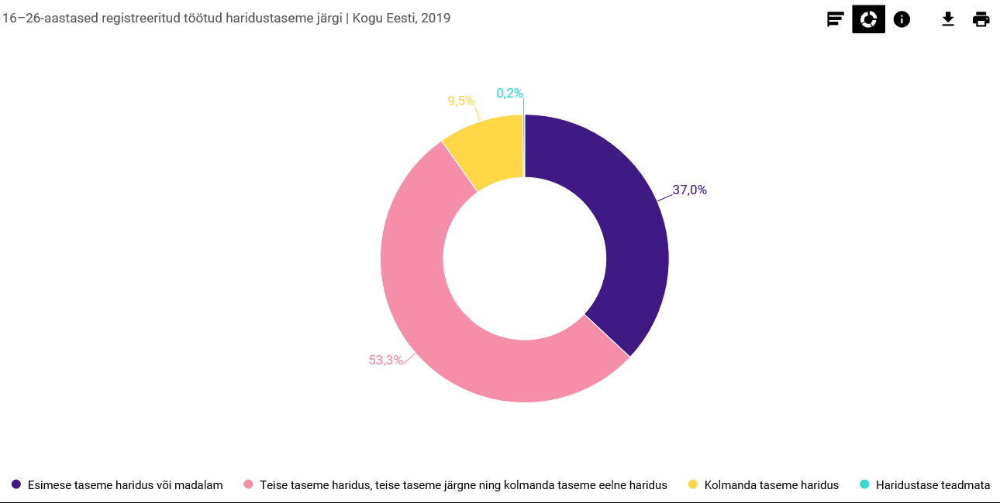 16–26-aastased registreeritud töötud haridustaseme järgi | Kogu Eesti, 2019
9,5%
0,2%
37,0%
53,3%
Esimese taseme haridus või madalam
Teise taseme haridus, teise taseme järgne ning kolmanda taseme eelne haridus
Kolmanda taseme haridus
Haridustase teadmata